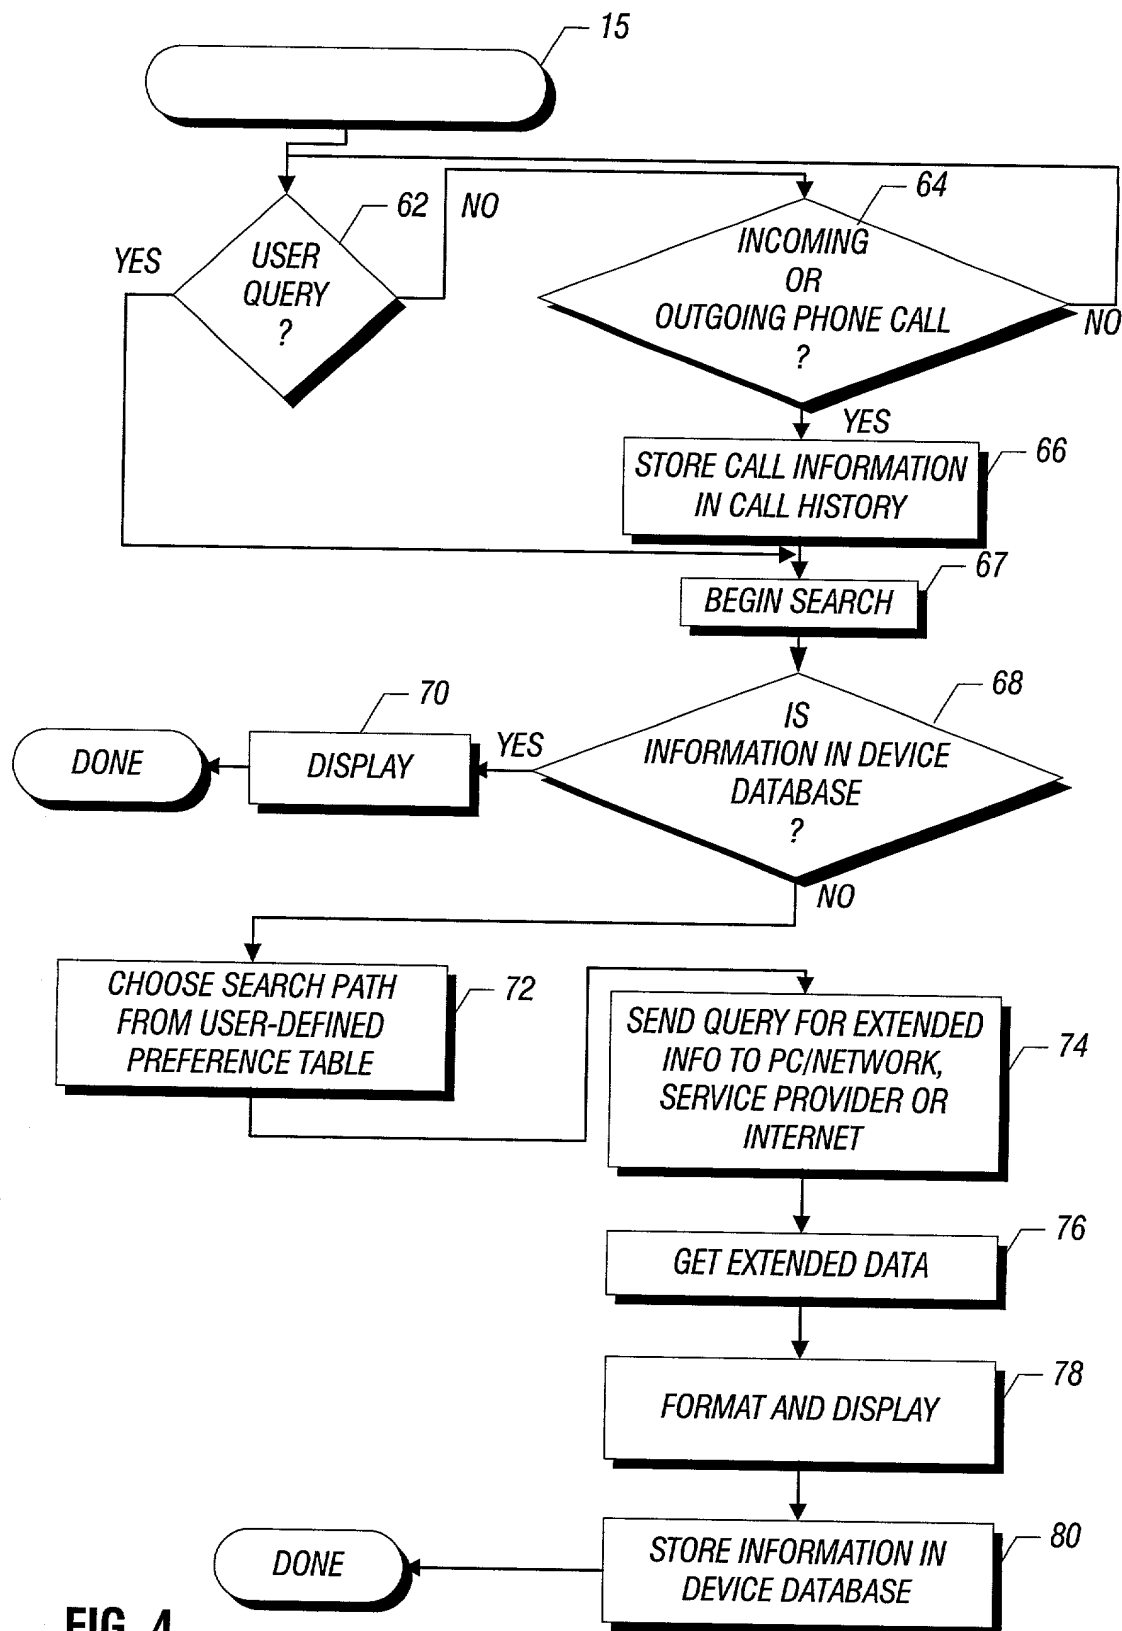 15
62
NO
64
YES
USER
QUERY
?
INCOMING
OR
OUTGOING PHONE CALL
?
NO
YES
STORE CALL INFORMATION
IN CALL HISTORY
66
67
BEGIN SEARCH
68
IS
INFORMATION IN DEVICE
DATABASE
?
YES
70
DISPLAY
DONE
NO
CHOOSE SEARCH PATH
FROM USER-DEFINED
PREFERENCE TABLE
72
SEND QUERY FOR EXTENDED
INFO TO PC/NETWORK,
SERVICE PROVIDER OR
INTERNET
74
76
GET EXTENDED DATA
78
FORMAT AND DISPLAY
80
STORE INFORMATION IN
DEVICE DATABASE
DONE
FIG. 4